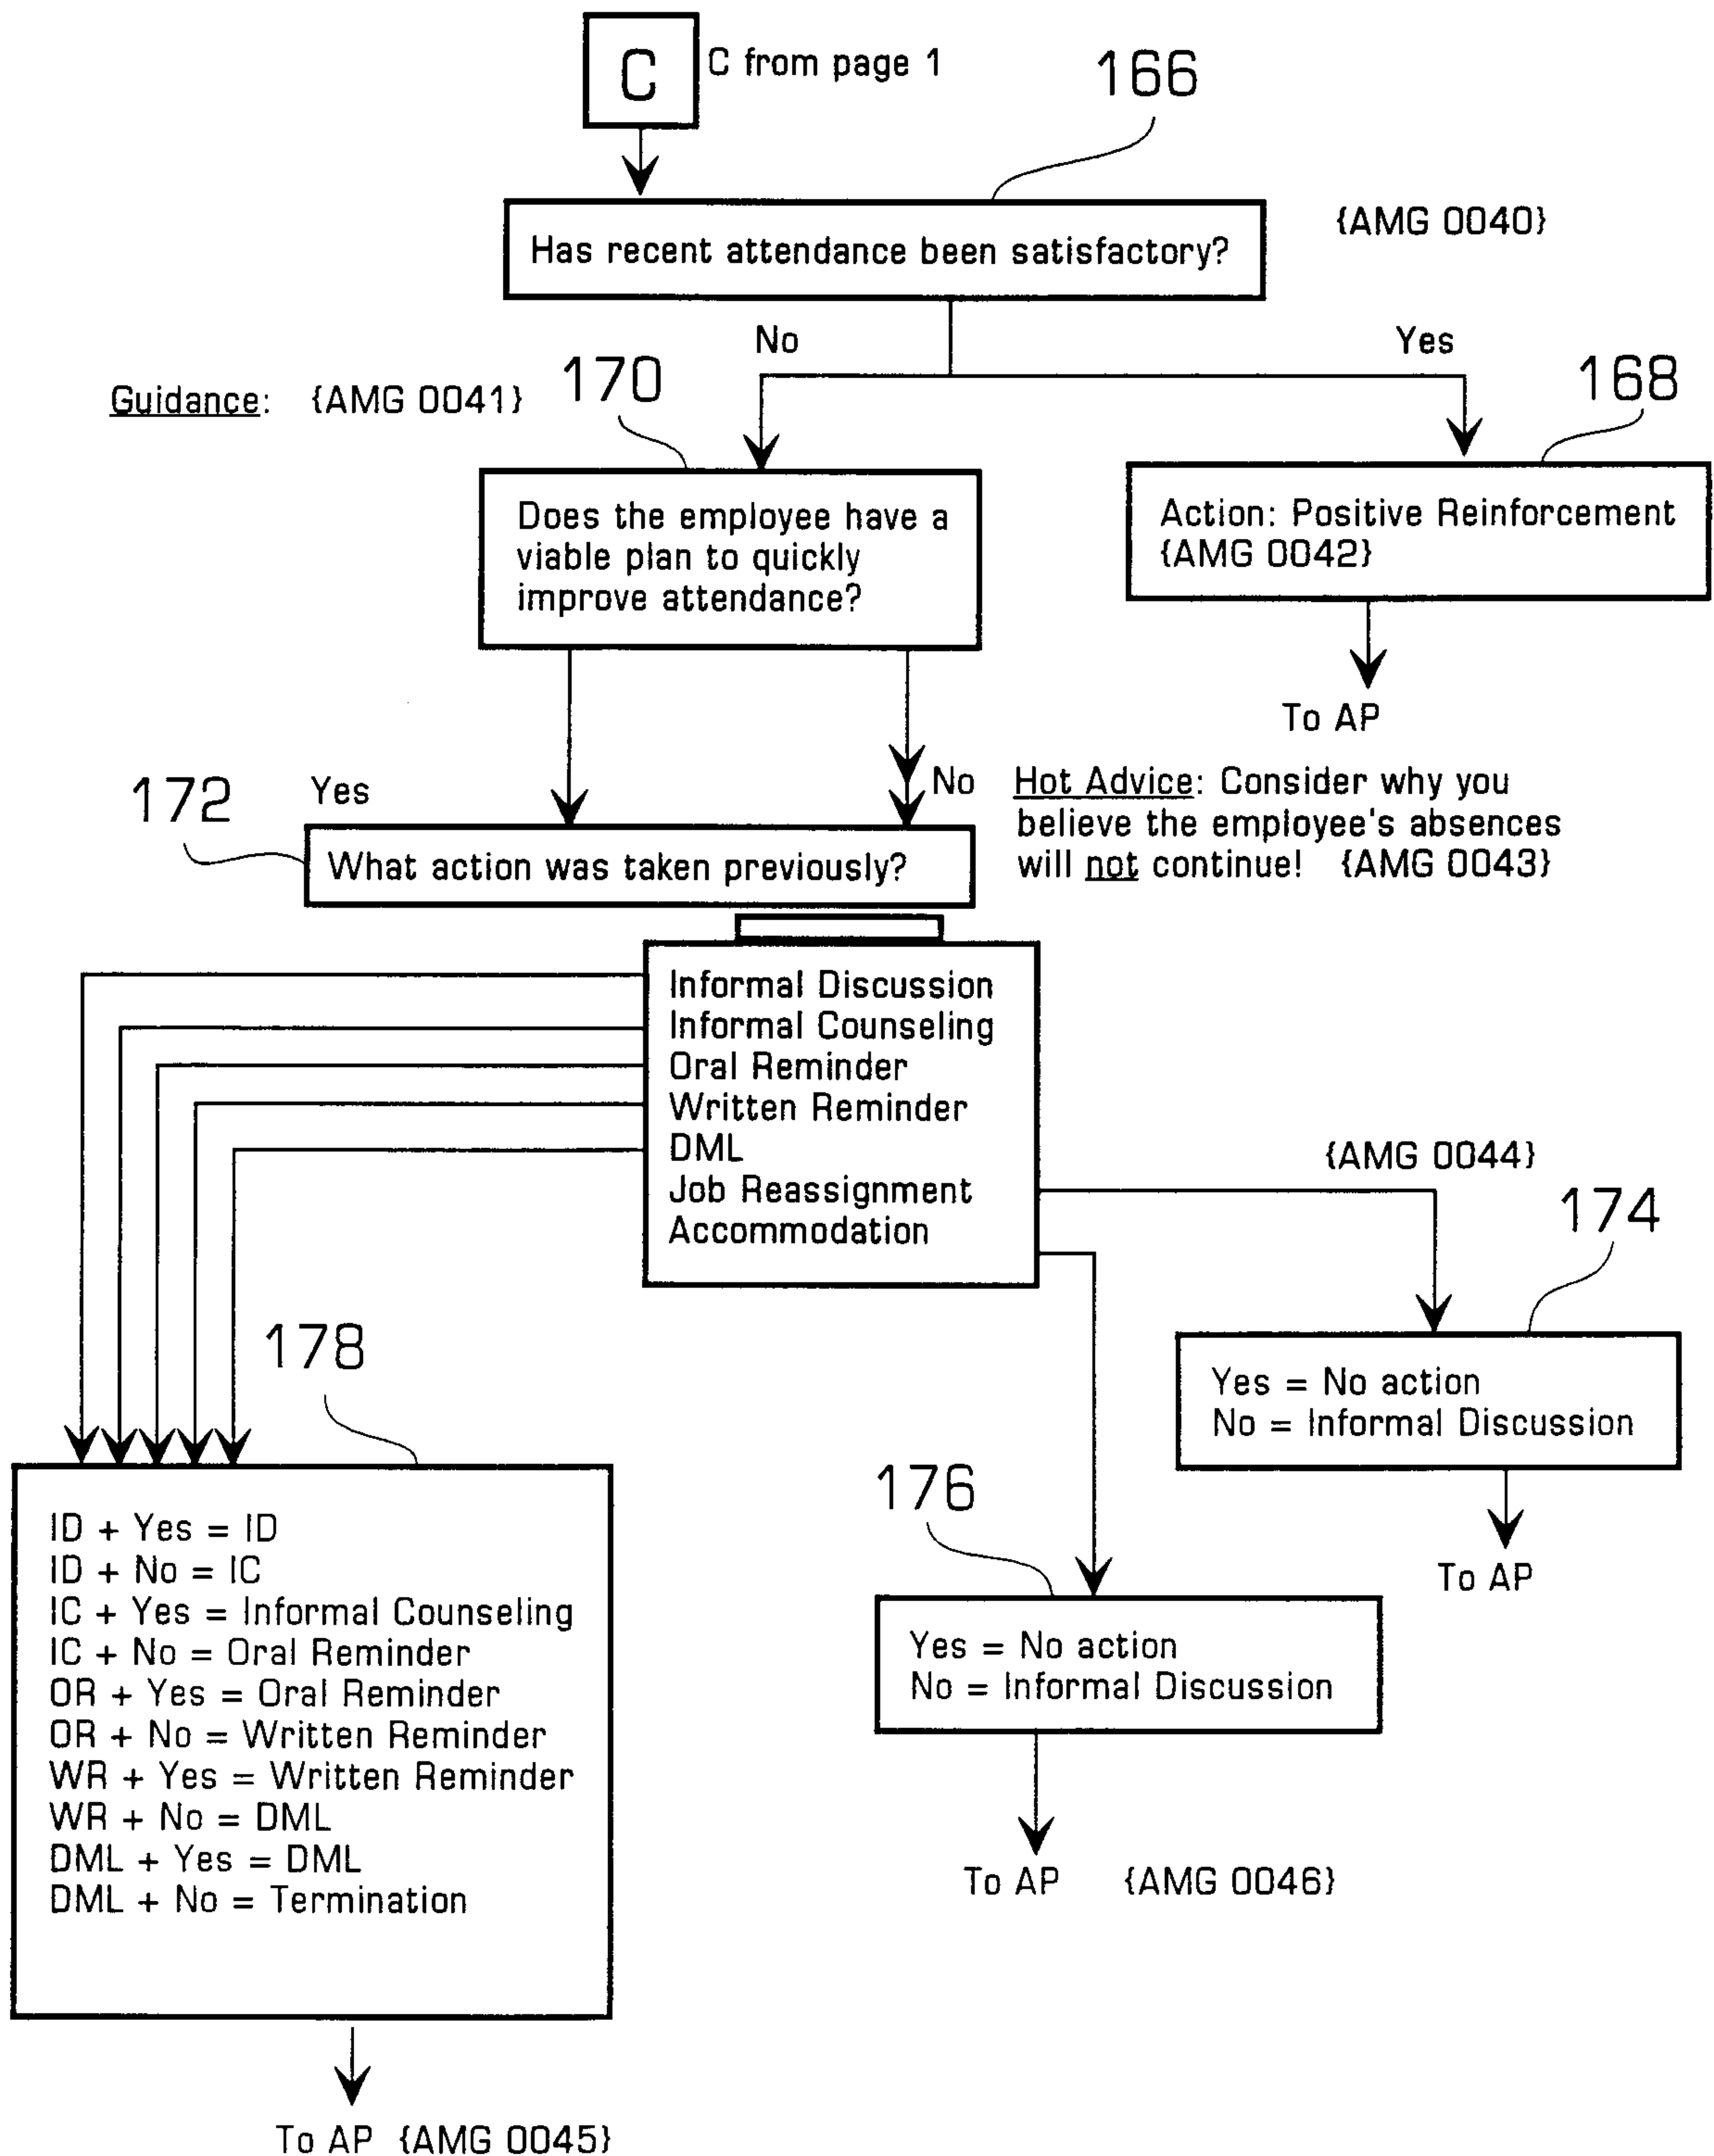 C
C from page 1
166
{AMG 0040}
Has recent attendance been satisfactory?
No
Yes
Guidance: {AMG 0041}
170
168
Does the employee have a
viable plan to quickly
improve attendance?
Action: Positive Reinforcement
{AMG 0042}
To AP
172
Yes
No
Hot Advice: Consider why you
believe the employee's absences
will not continue! {AMG 0043}
What action was taken previously?
Informal Discussion
Informal Counseling
Oral Reminder
Written Reminder
DML
Job Reassignment
Accommodation
{AMG 0044}
174
Yes = No action
No = Informal Discussion
To AP
178
ID + Yes = ID
ID + No = IC
IC + Yes = Informal Counseling
IC + No = Oral Reminder
OR + Yes = Oral Reminder
OR + No = Written Reminder
WR + Yes = Written Reminder
WR + No = DML
DML + Yes = DML
DML + No = Termination
To AP {AMG 0045}
176
Yes = No action
No = Informal Discussion
To AP {AMG 0046}